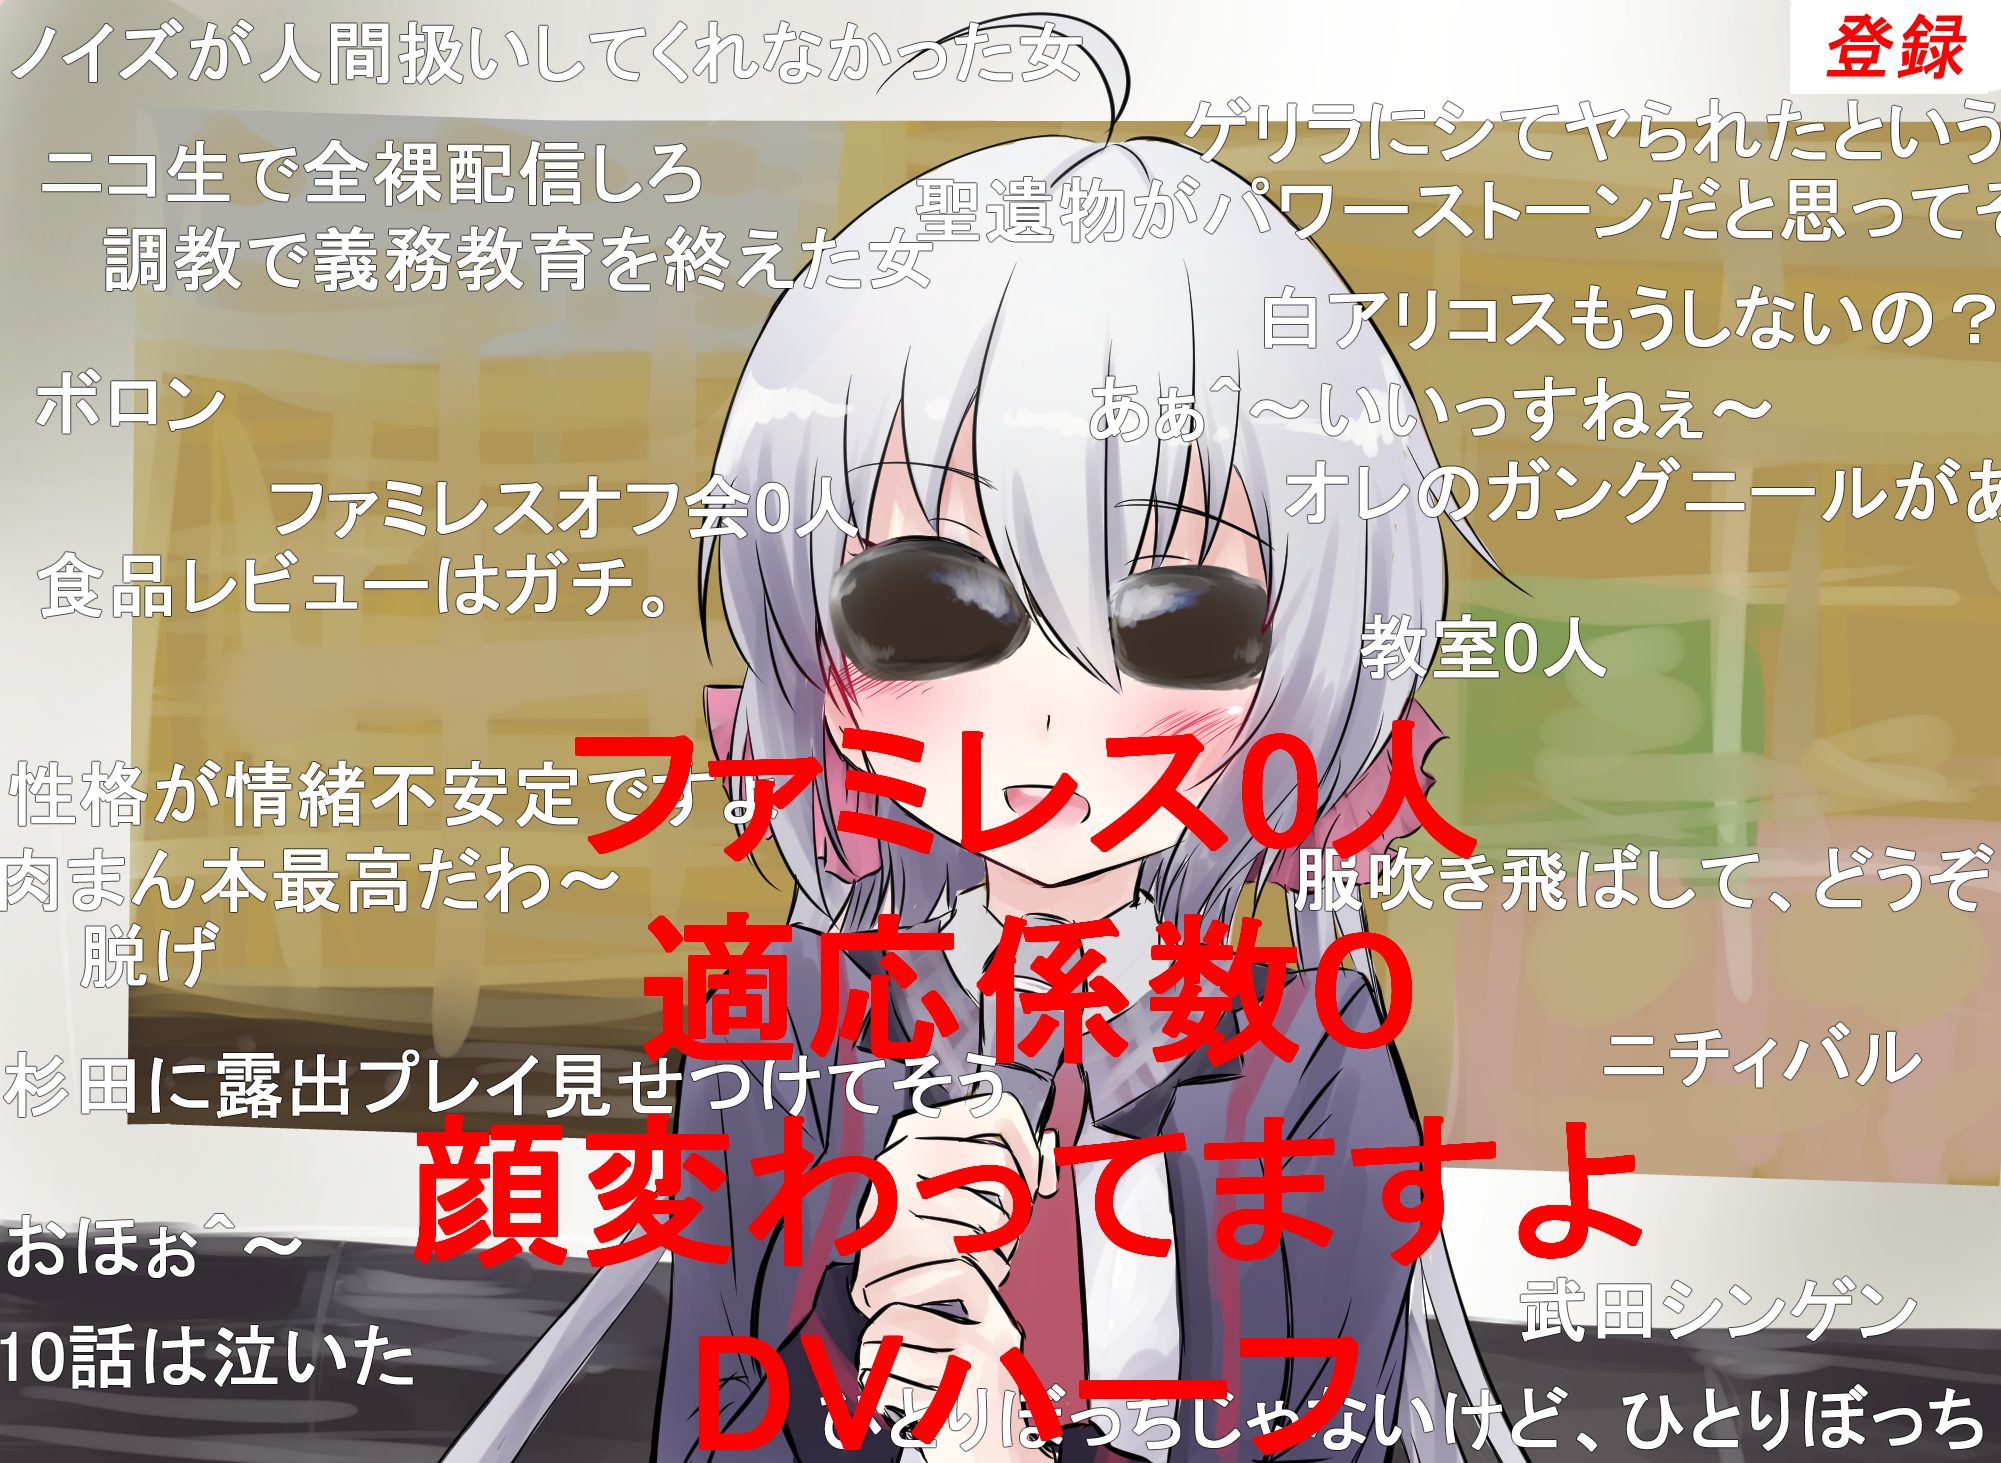 ノイズが人間扱いしてくれなかった女
登録
ゲリラにシてヤられたという
ニコ生で全裸配信しろ
聖遺物がパワーストーンだと思ってそ
調教で義務教育を終えた女
白アリコスもうしないの？
ボロン
あぁ^～いいっすねぇ～
オレのガングニールがあ
ファミレスオフ会0人
食品レビューはガチ。
教室0人
ファミレス0人
性格が情緒不安定ですよ
肉まん本最高だわ～
服吹き飛ばして、どうぞ
脱げ
適応係数0
ニチィバル
杉田に露出プレイ見せつけてそう
顔変わってますよ
おほぉ^～
武田シンゲン
10話は泣いた
DVハーフ
ひとりぼっちじゃないけど、ひとりぼっち